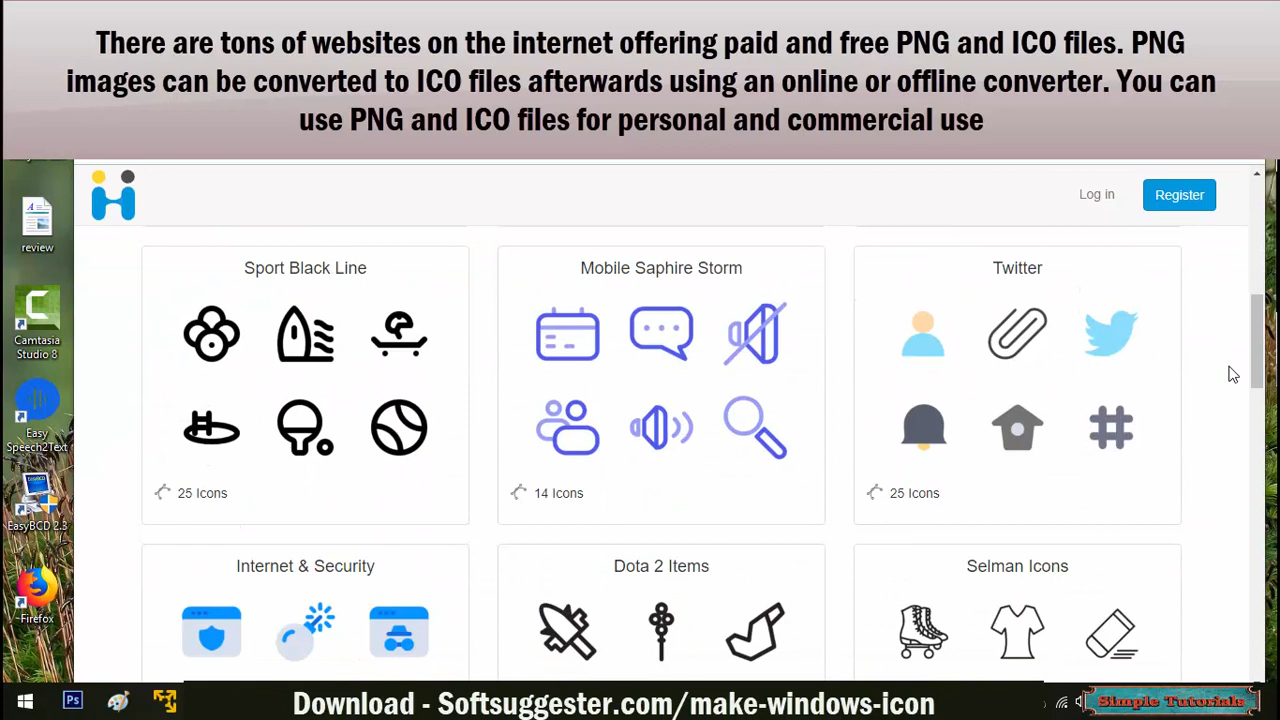 There are tons of websites on the internet offering paid and free PNG and ICO files. PNG
images can be converted to ICO files afterwards using an online or offline converter. You can
use PNG and ICO files for personal and commercial use
Log in
Register
review
Camtasia
Studio 8
Easy
Speech2Text
EasyBCD 2.3
Firefox
Sport Black Line
Mobile Saphire Storm
Twitter
25 Icons
14 Icons
25 Icons
Internet & Security
Dota 2 Items
Selman Icons
Ps
Download - Softsuggester.com/make-windows-icon
Simple Tutorials